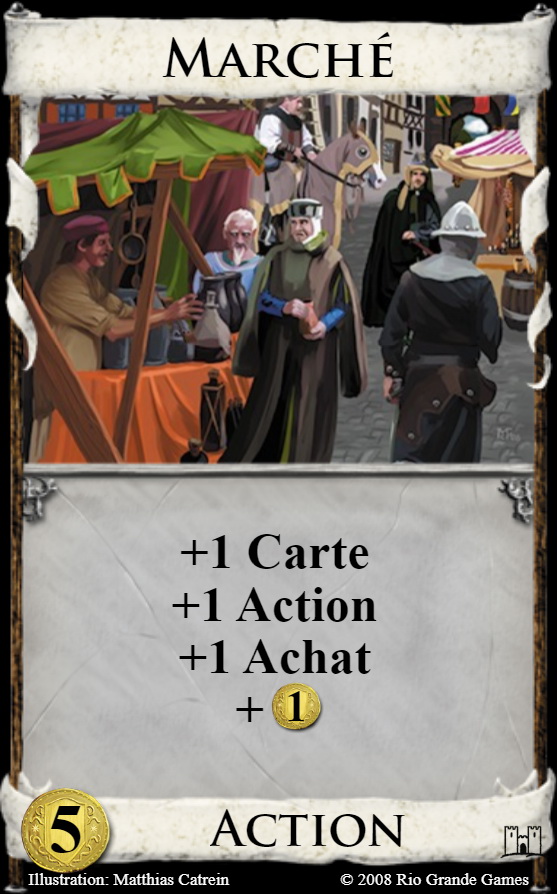 MARCHÉ
+1 Carte
+1 Action
+1 Achat
+ 1
5
ACTION
Illustration: Matthias Catrein
© 2008 Rio Grande Games